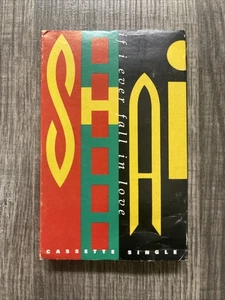 SHAi
if i ever fall in love
CASSETTE SINGLE